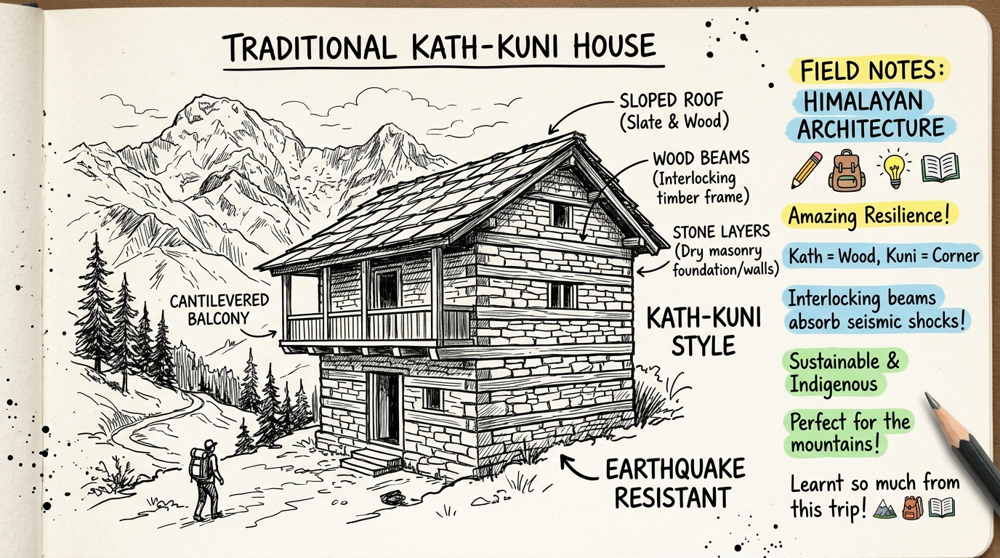 TRADITIONAL KATH-KUNI HOUSE
SLOPED ROOF
(Slate & Wood)
WOOD BEAMS
(Interlocking
timber frame)
STONE LAYERS
(Dry masonry
foundation/walls)
CANTILEVERED
BALCONY
KATH-KUNI
STYLE
EARTHQUAKE
RESISTANT
FIELD NOTES:
HIMALAYAN
ARCHITECTURE
Amazing Resilience!
Kath = Wood, Kuni = Corner
Interlocking beams
absorb seismic shocks!
Sustainable &
Indigenous
Perfect for the
mountains!
Learnt so much from
this trip!